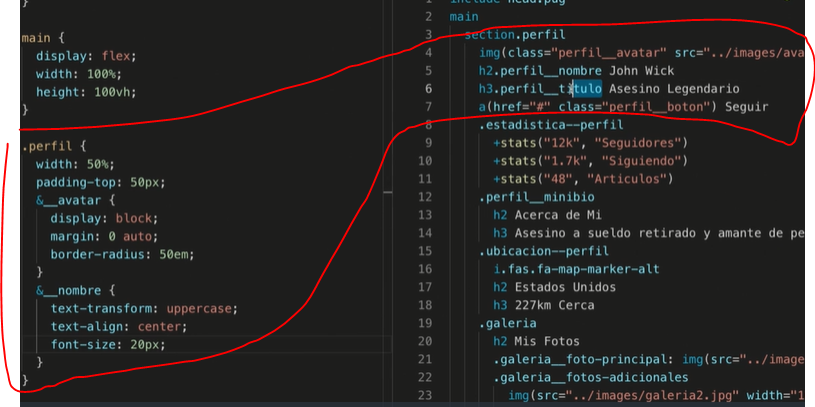 }
main {
display: flex;
width: 100%;
height: 100vh;
}
.perfil {
width: 50%;
padding-top: 50px;
&__avatar {
display: block;
margin: 0 auto;
border-radius: 50em;
}
&__nombre {
text-transform: uppercase;
text-align: center;
font-size: 20px;
}
}
include head.pug
2 main
3 section.perfil
4 img(class="perfil__avatar" src="../images/ava
5 h2.perfil__nombre John Wick
6 h3.perfil__titulo Asesino Legendario
7 a(href="#" class="perfil__boton") Seguir
8 .estadistica--perfil
9 +stats("12k", "Seguidores")
10 +stats("1.7k", "Siguiendo")
11 +stats("48", "Articulos")
12 .perfil__minibio
13 h2 Acerca de Mi
14 h3 Asesino a sueldo retirado y amante de pe
15 .ubicacion--perfil
16 i.fas.fa-map-marker-alt
17 h2 Estados Unidos
18 h3 227km Cerca
19 .galeria
20 h2 Mis Fotos
21 .galeria__foto-principal: img(src="../image
22 .galeria__fotos-adicionales
23 img(src="../images/galeria2.jpg" width="1